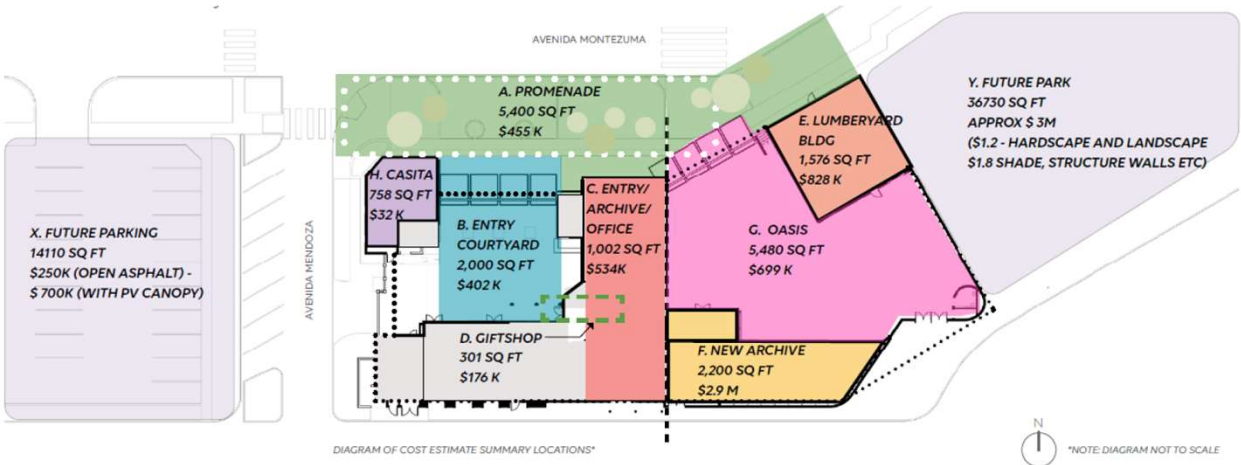 AVENIDA MONTEZUMA
A. PROMENADE
5,400 SQ FT
$455 K
Y. FUTURE PARK
36730 SQ FT
APPROX $ 3M
($1.2 - HARDSCAPE AND LANDSCAPE
$1.8 SHADE, STRUCTURE WALLS ETC)
E. LUMBERYARD
BLDG
1,576 SQ FT
$828 K
H. CASITA
758 SQ FT
$32 K
C. ENTRY/
ARCHIVE/
OFFICE
1,002 SQ FT
$534K
B. ENTRY
COURTYARD
2,000 SQ FT
$402 K
G. OASIS
5,480 SQ FT
$699 K
X. FUTURE PARKING
14110 SQ FT
$250K (OPEN ASPHALT) -
$ 700K (WITH PV CANOPY)
AVENIDA MENDOZA
D. GIFTSHOP
301 SQ FT
$176 K
F. NEW ARCHIVE
2,200 SQ FT
$2.9 M
DIAGRAM OF COST ESTIMATE SUMMARY LOCATIONS*
N
*NOTE: DIAGRAM NOT TO SCALE